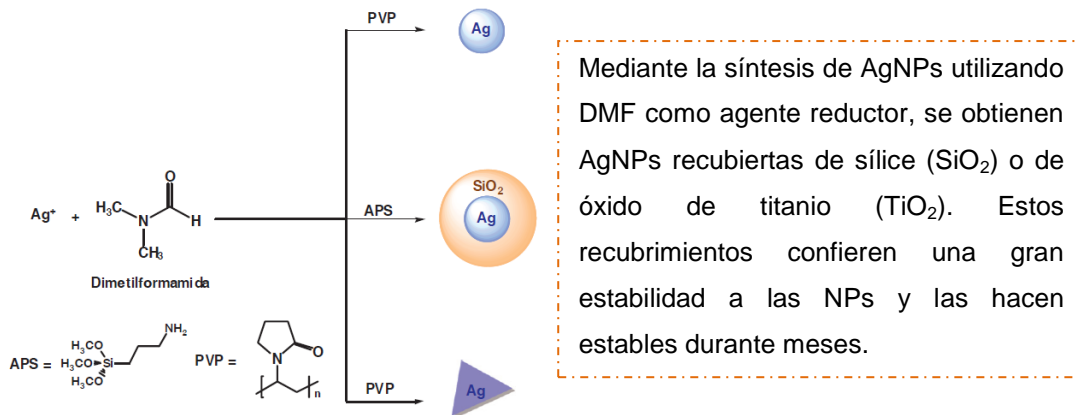 PVP
Ag
Ag⁺ + H₃C N CH₃ O H
Dimetilformamida
APS
SiO₂
Ag
APS = H₃CO H₃CO H₃CO Si NH₂
PVP = N O n
PVP
Ag
Mediante la síntesis de AgNPs utilizando
DMF como agente reductor, se obtienen
AgNPs recubiertas de sílice (SiO₂) o de
óxido de titanio (TiO₂). Estos
recubrimientos confieren una gran
estabilidad a las NPs y las hacen
estables durante meses.